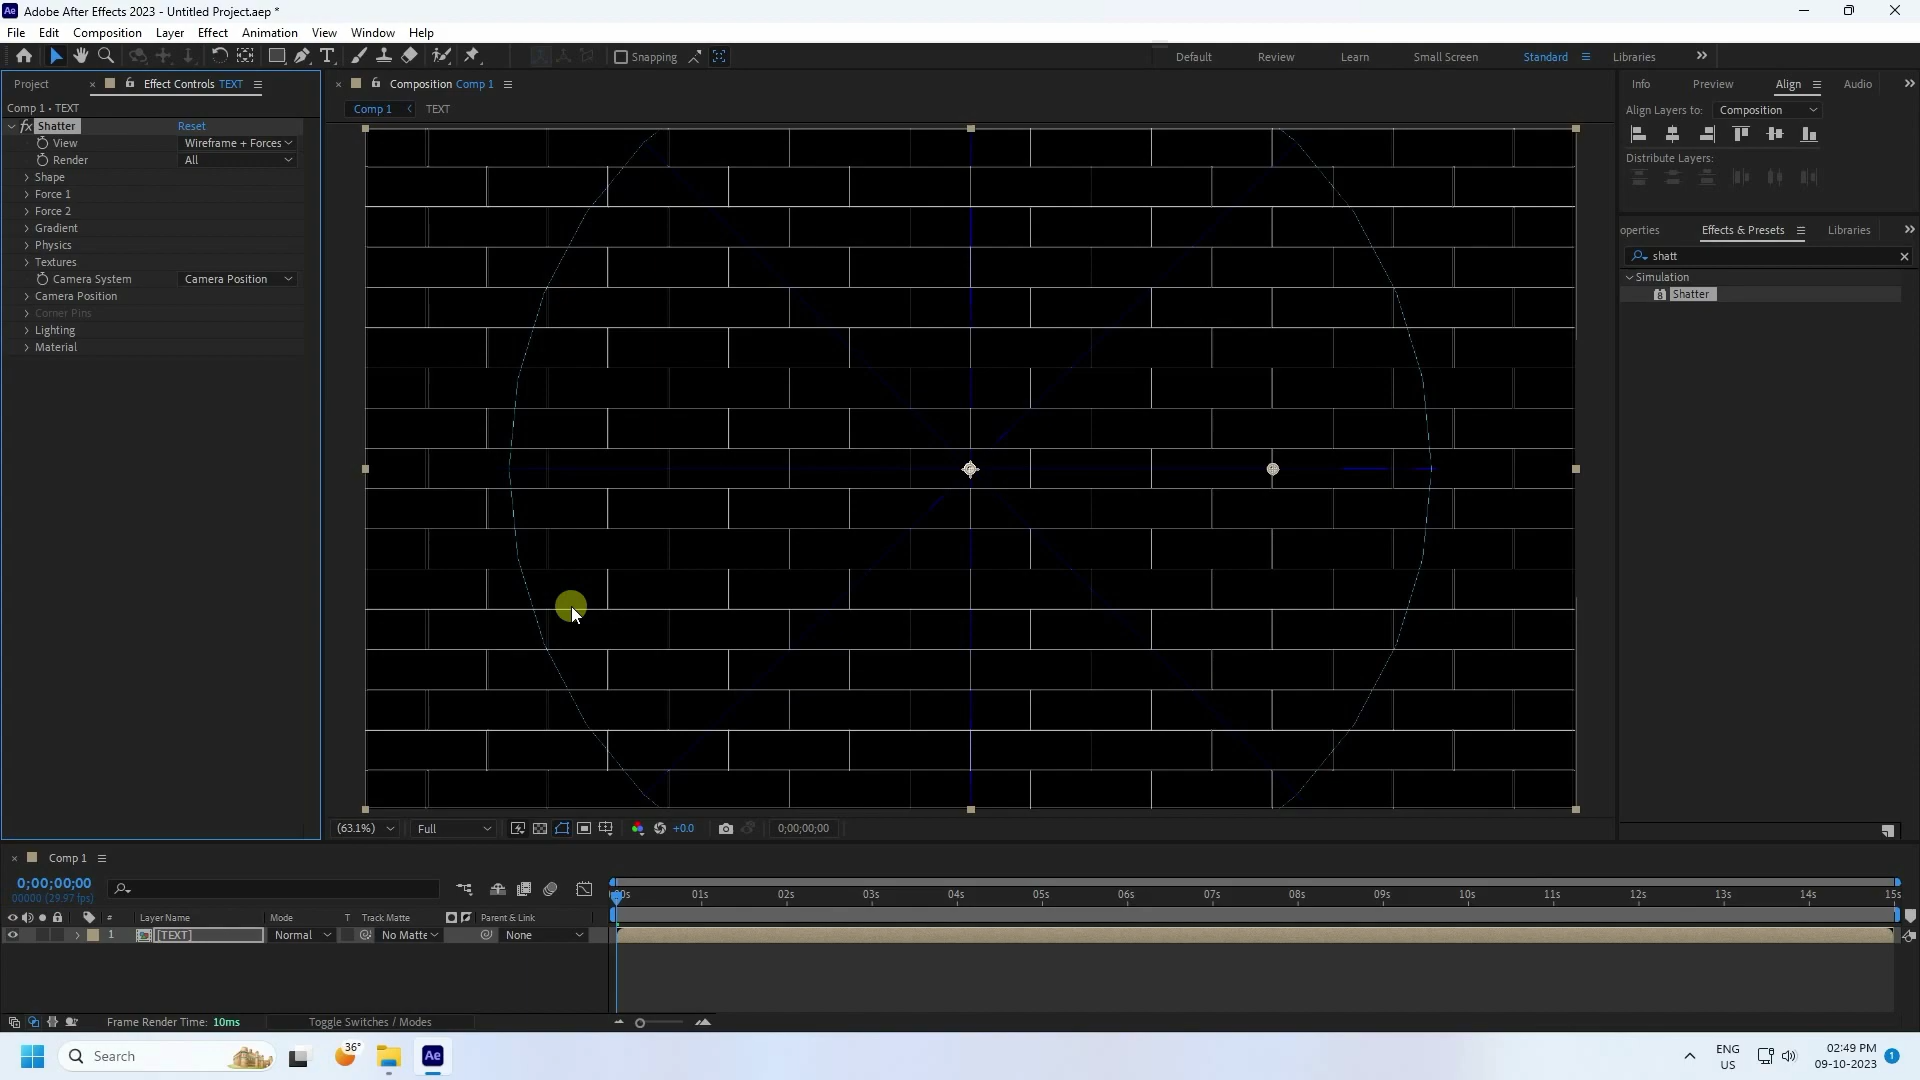 Adobe After Effects 2023 - Untitled Project.aep *
File Edit Composition Layer Effect Animation View Window Help
Snapping Default Review Learn Small Screen Standard Libraries
Project Effect Controls TEXT Composition Comp 1 Info Preview Align Audio
Comp 1 • TEXT Comp 1 TEXT Align Layers to: Composition
fx Shatter Reset
View Wireframe + Forces
Render All Distribute Layers:
Shape
Force 1
Force 2
Gradient operties Effects & Presets Libraries
Physics shatt
Textures
Camera System Camera Position Simulation
Camera Position 8 Shatter
Corner Pins
Lighting
Material
(63.1%) Full +0.0 0;00;00;00
Comp 1
0;00;00;00
00000 (29.97 fps)
00s 01s 02s 03s 04s 05s 06s 07s 08s 09s 10s 11s 12s 13s 14s 15s
# Layer Name Mode T Track Matte Parent & Link
1 [TEXT] Normal No Matte None
Frame Render Time: 10ms Toggle Switches / Modes
Search 36° Ae ENG 02:49 PM
US 09-10-2023 1